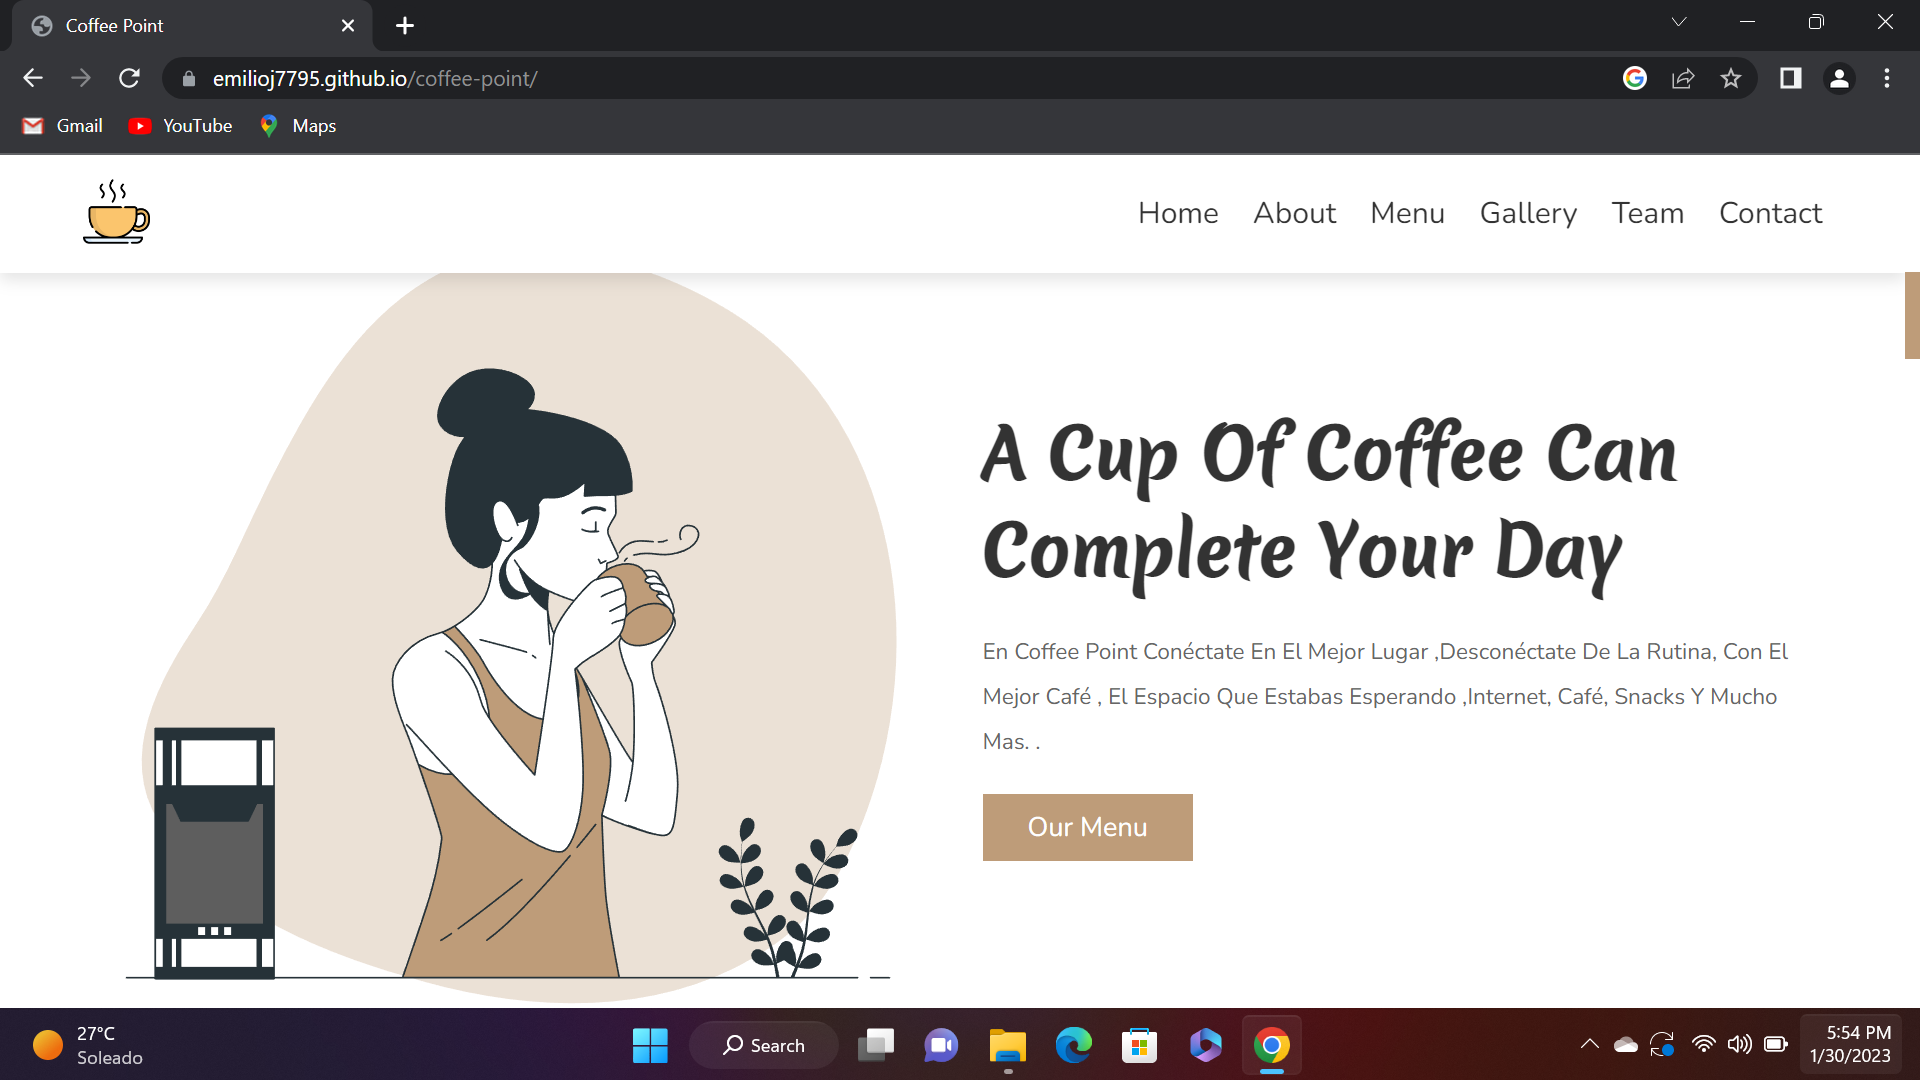 Coffee Point
emilioj7795.github.io/coffee-point/
Gmail YouTube Maps
Home About Menu Gallery Team Contact
A Cup Of Coffee Can
Complete Your Day
En Coffee Point Conéctate En El Mejor Lugar ,Desconéctate De La Rutina, Con El
Mejor Café , El Espacio Que Estabas Esperando ,Internet, Café, Snacks Y Mucho
Mas. .
Our Menu
27°C
Soleado
Search
5:54 PM
1/30/2023